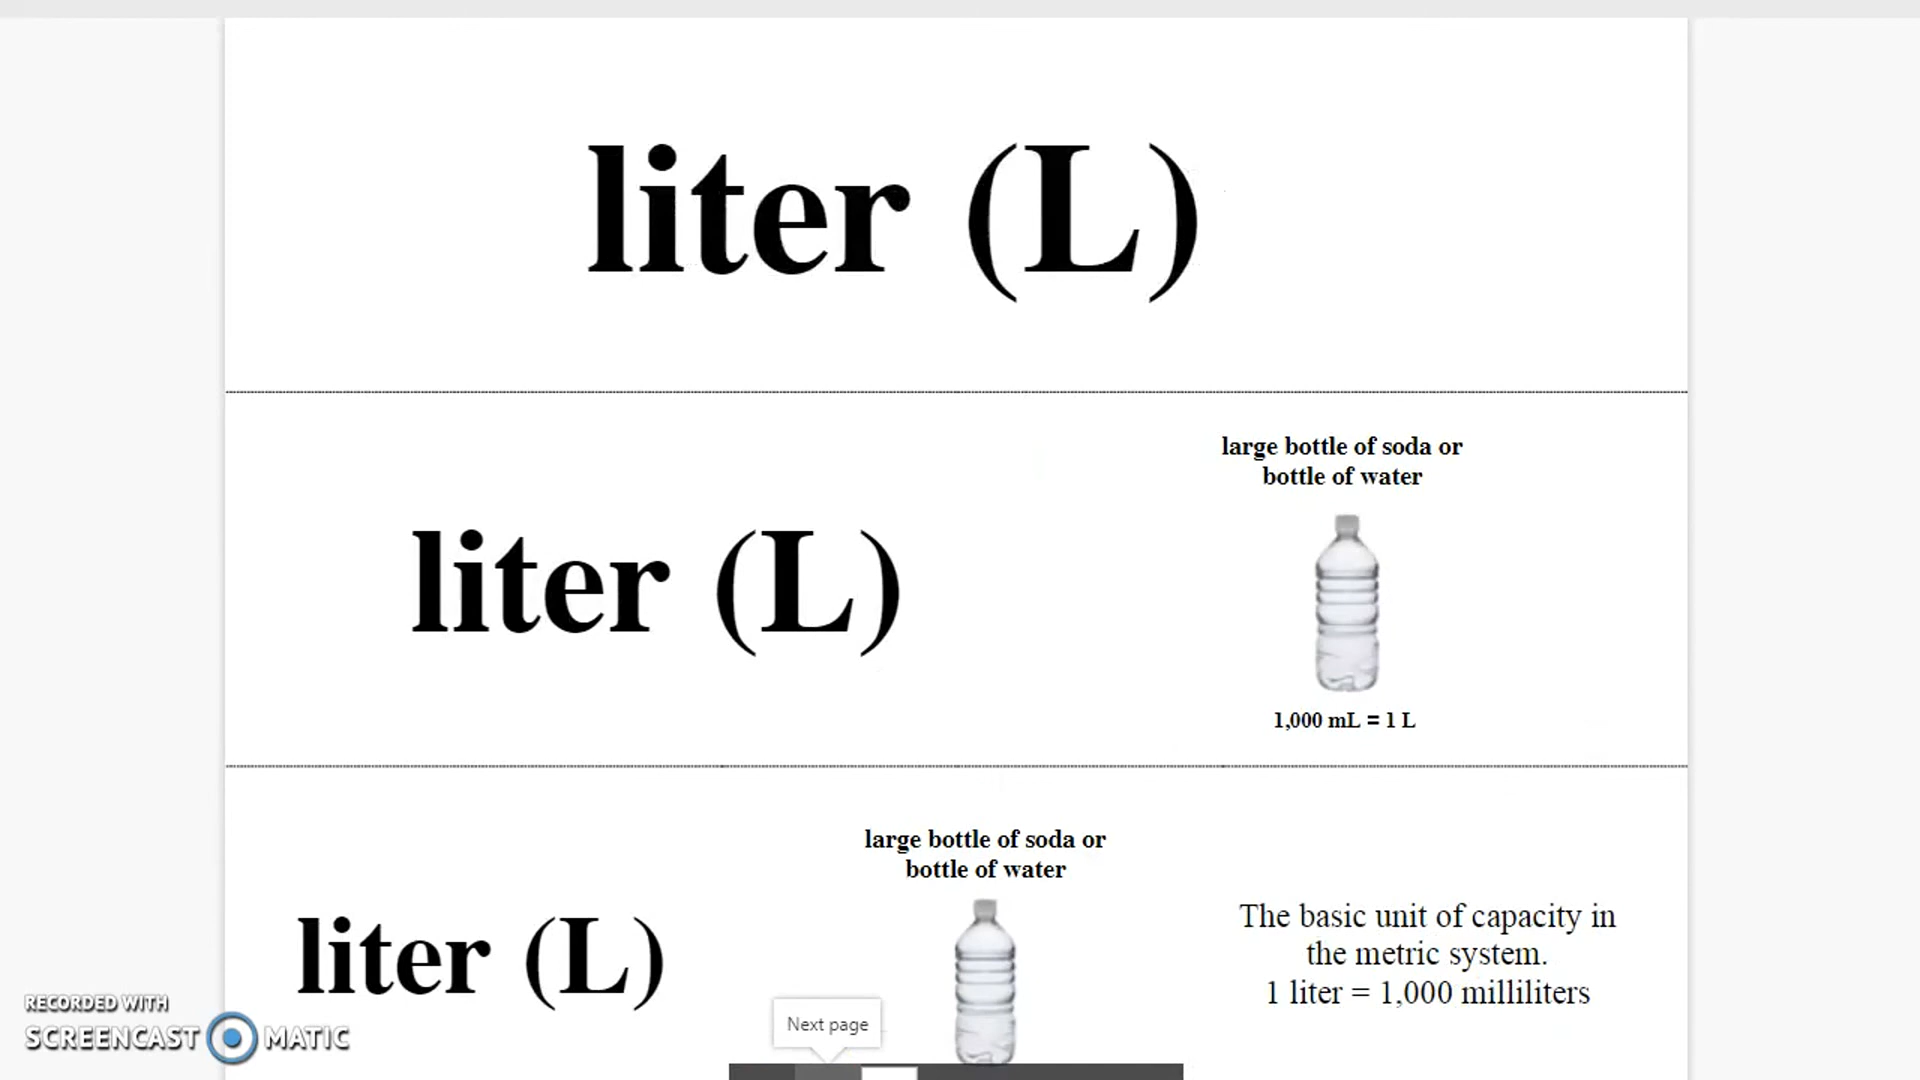 liter (L)
large bottle of soda or
bottle of water
liter (L)
1,000 mL = 1 L
large bottle of soda or
bottle of water
liter (L)
The basic unit of capacity in
the metric system.
1 liter = 1,000 milliliters
Next page
RECORDED WITH
SCREENCAST MATIC